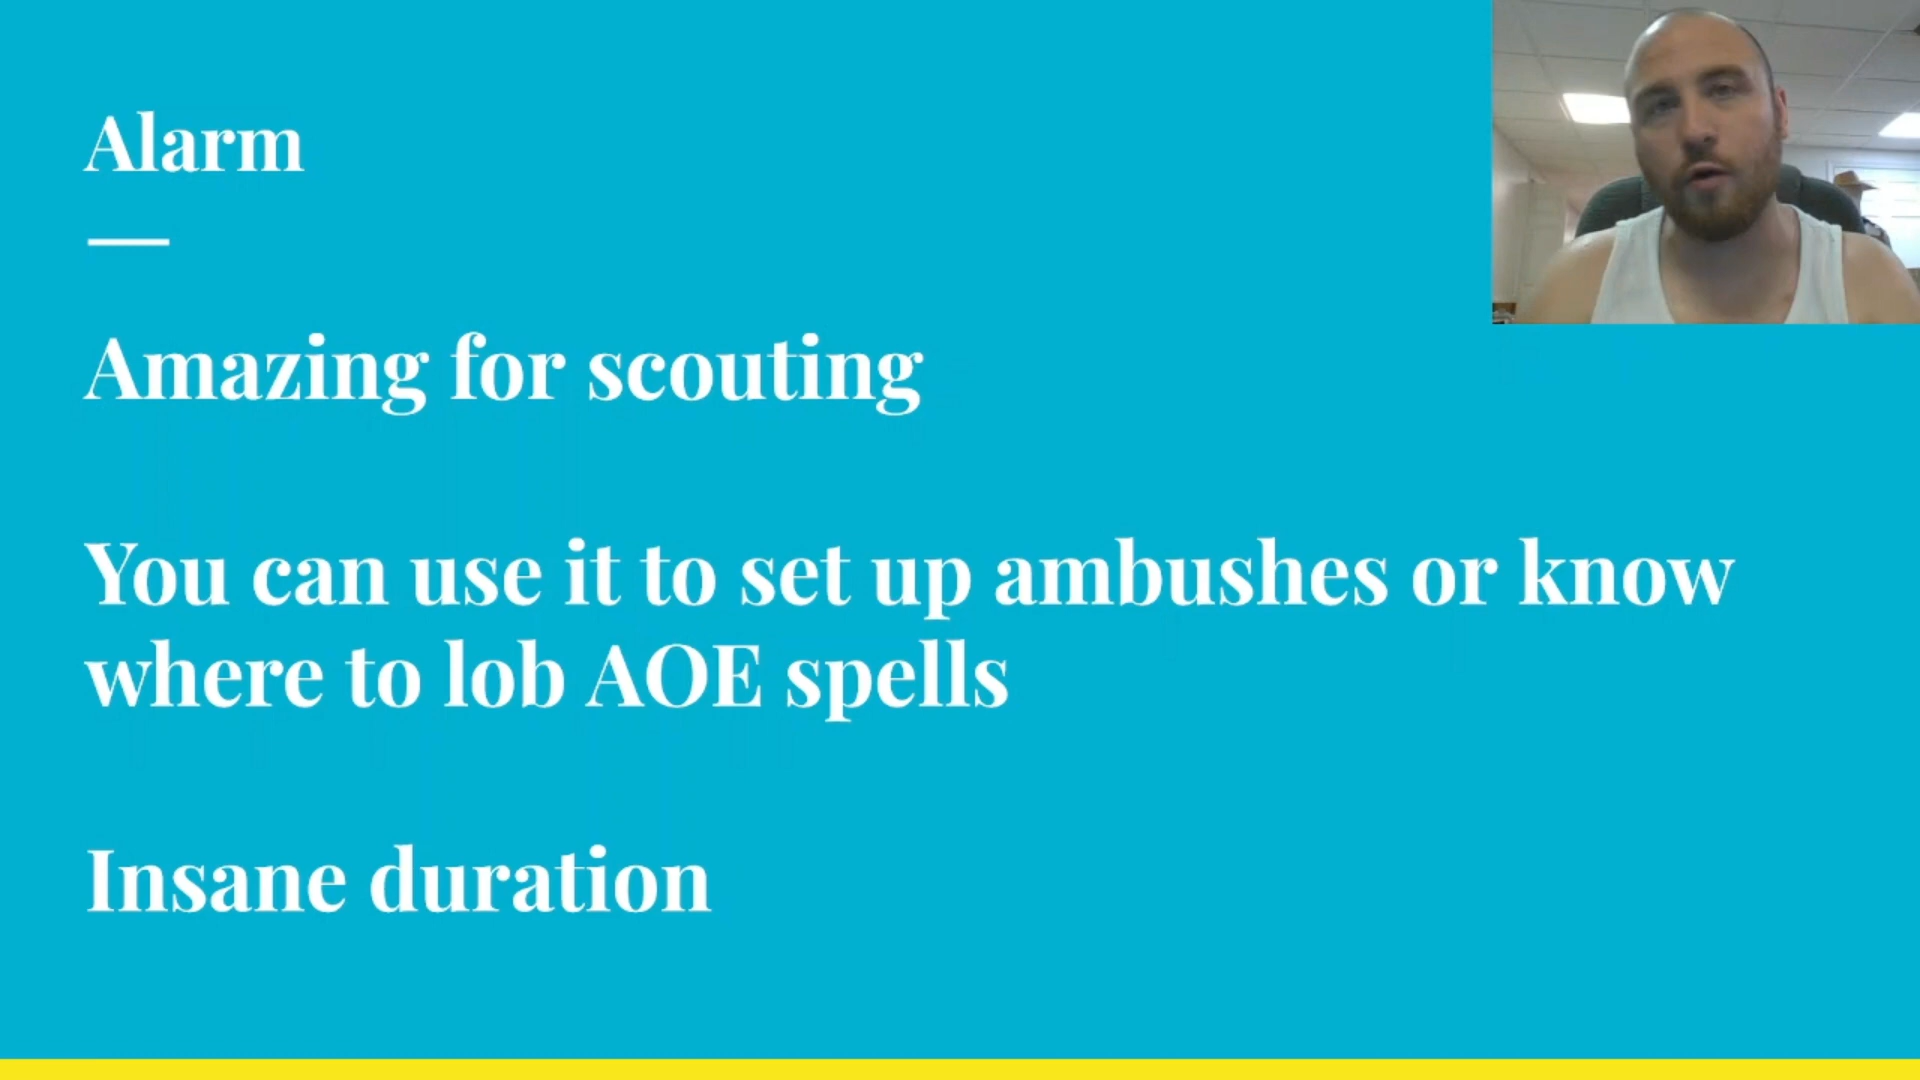 Alarm
Amazing for scouting
You can use it to set up ambushes or know
where to lob AOE spells
Insane duration